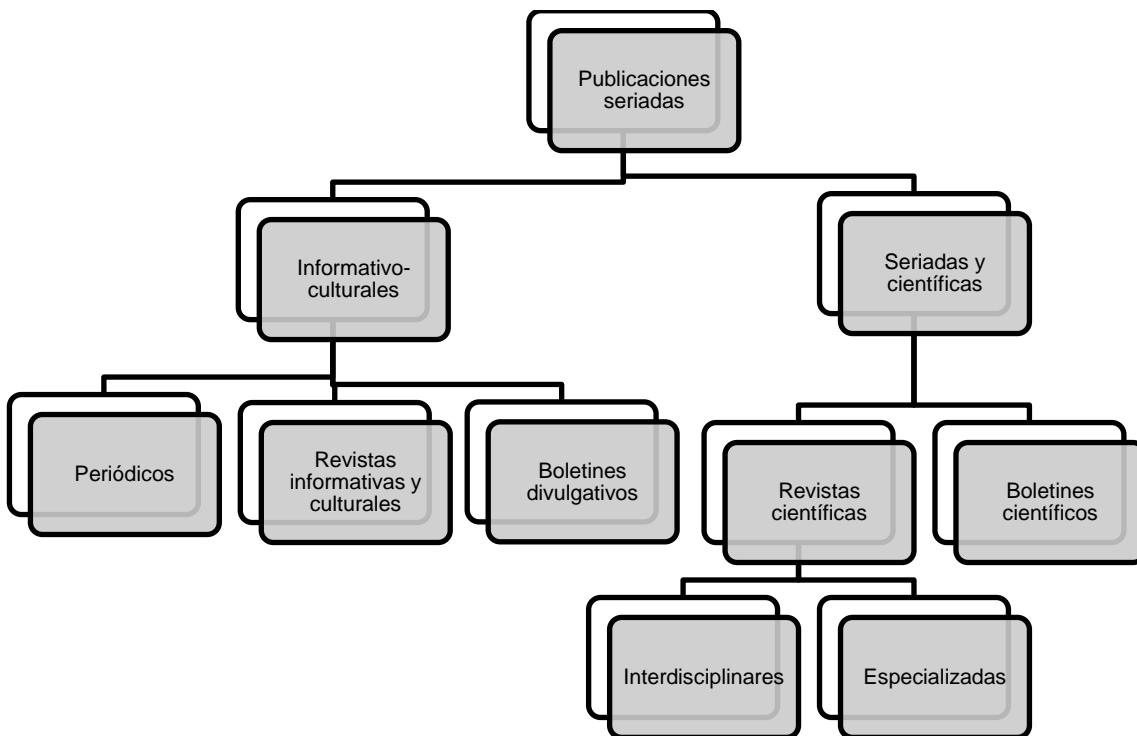 Publicaciones
seriadas
Informativo-
culturales
Seriadas y
científicas
Periódicos
Revistas
informativas y
culturales
Boletines
divulgativos
Revistas
científicas
Boletines
científicos
Interdisciplinares
Especializadas